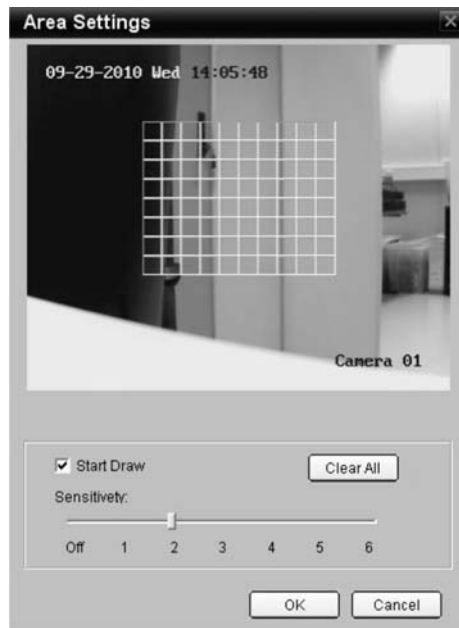 Area Settings
09-29-2010 Wed 14:05:48
Camera 01
Start Draw
Clear All
Sensitivety:
Off 1 2 3 4 5 6
OK Cancel